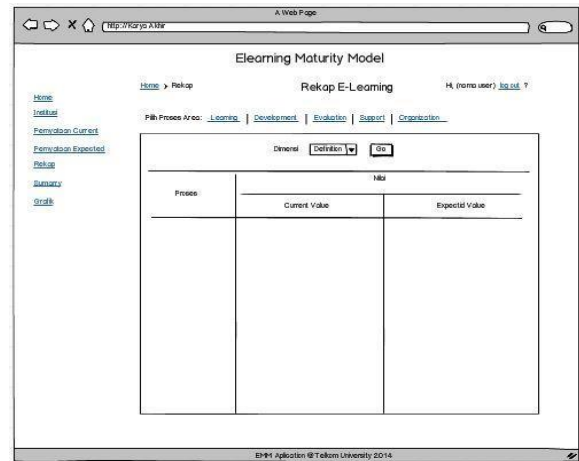 A Web Page
http://Karya Akhir
Elearning Maturity Model
Home > Rekap
Rekap E-Learning
Hi, (nama user) log out ?
Home
Institusi
Pernyataan Current
Pernyataan Expected
Rekap
Sumarry
Grafik
Pilih Proses Area: Learning | Development | Evaluation | Support | Organization
Dimensi Definition Go
Proses
Nilai
Current Value
Expectid Value
EMM Aplication @ Telkom University 2014